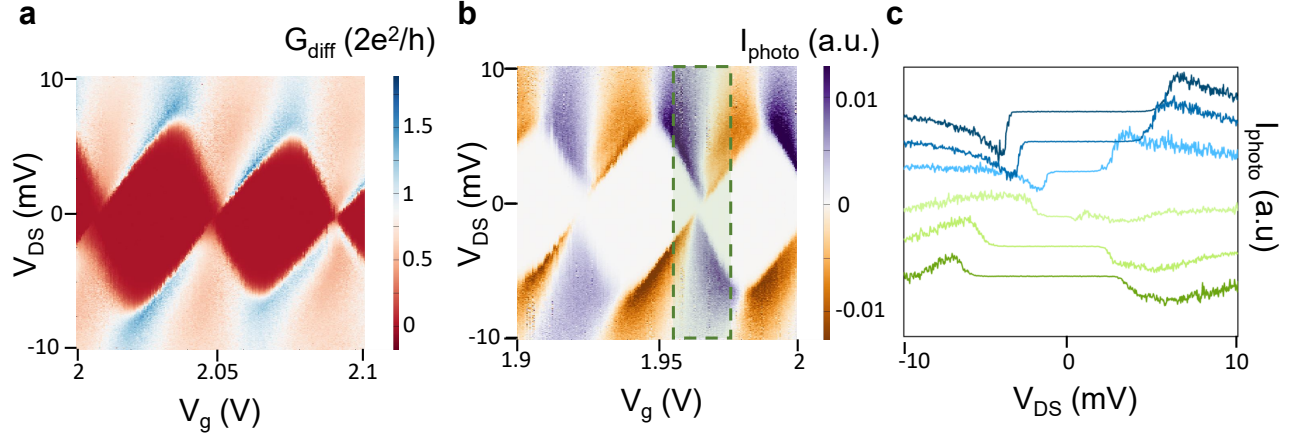 a
G_diff (2e²/h)
10
0
-10
V_DS (mV)
2
2.05
2.1
V_g (V)
1.5
1
0.5
0
b
I_photo (a.u.)
10
0
-10
V_DS (mV)
1.9
1.95
2
V_g (V)
0.01
0
-0.01
c
-10
0
10
V_DS (mV)
I_photo (a.u)